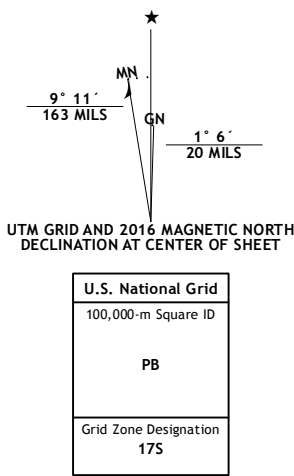 ★
MN
GN
9° 11´
163 MILS
1° 6´
20 MILS
UTM GRID AND 2016 MAGNETIC NORTH
DECLINATION AT CENTER OF SHEET
U.S. National Grid
100,000-m Square ID
PB
Grid Zone Designation
17S